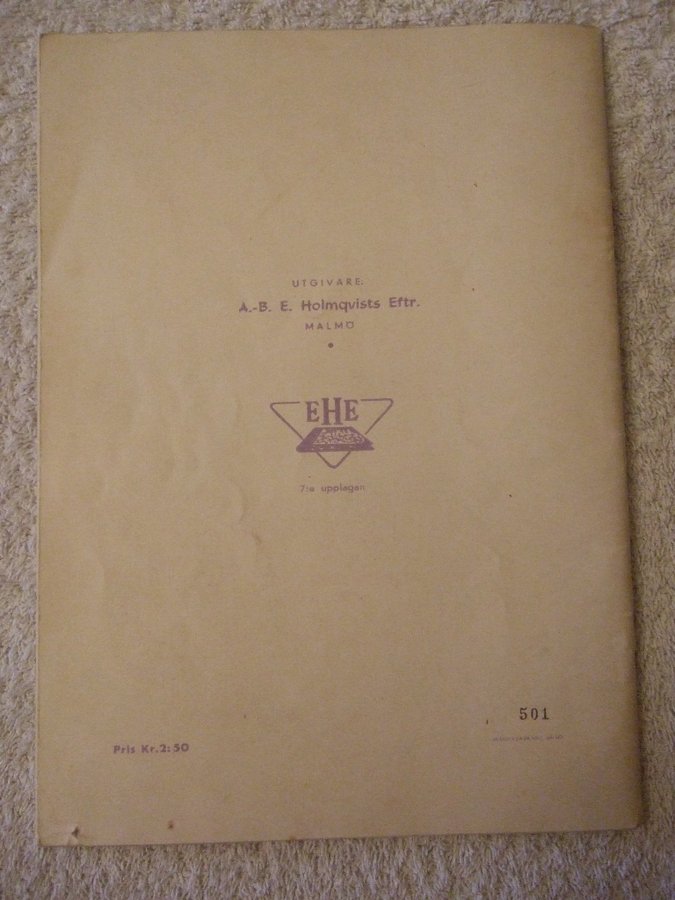 UTGIVARE:
A.-B. E. Holmqvists Eftr.
MALMÖ
EHE
7:e upplagan
501
Pris Kr. 2: 50